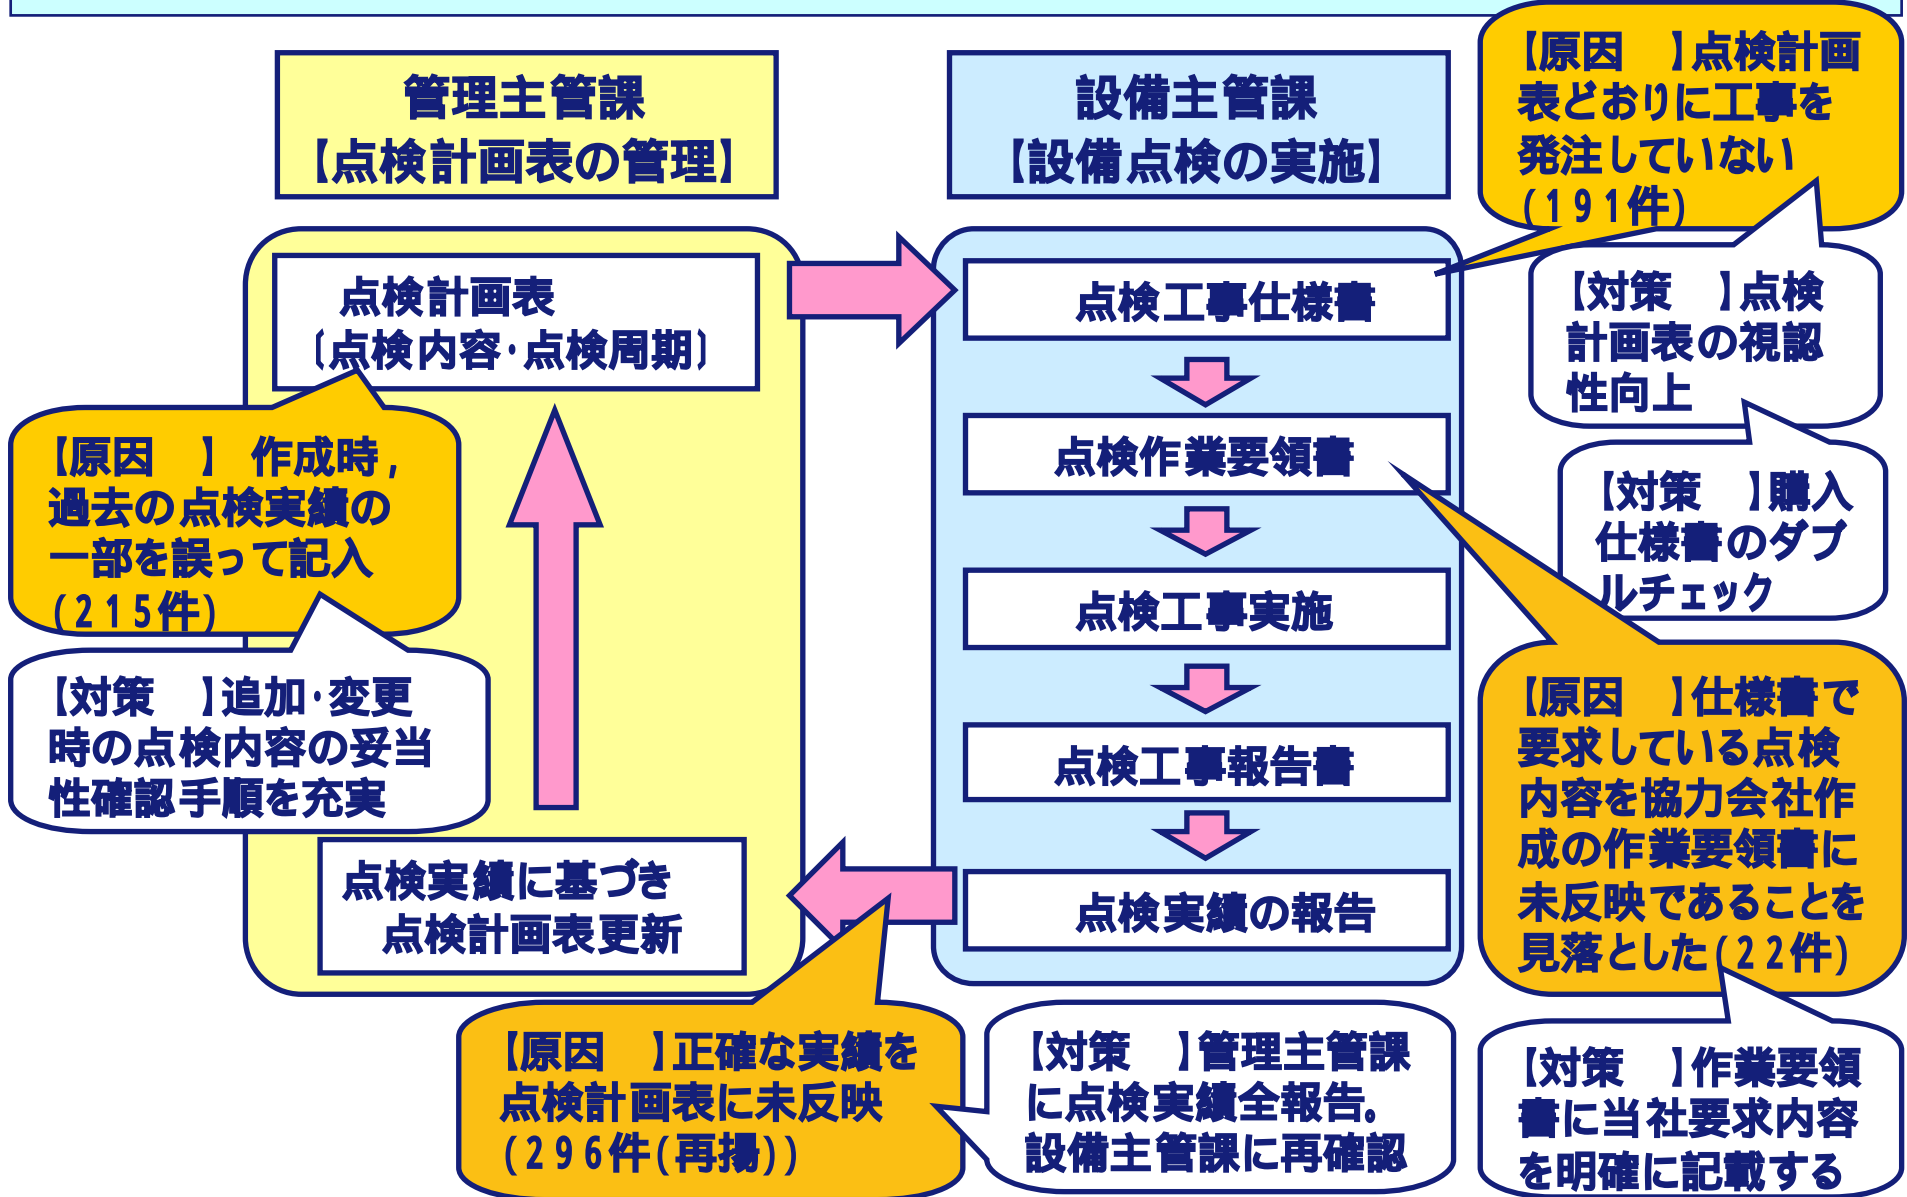 管理主管課
【点検計画表の管理】
設備主管課
【設備点検の実施】
【原因　】点検計画
表どおりに工事を
発注していない
(191件)
点検計画表
〔点検内容・点検周期〕
点検工事仕様書
【対策　】点検
計画表の視認
性向上
【原因　】 作成時,
過去の点検実績の
一部を誤って記入
(215件)
点検作業要領書
【対策　】購入
仕様書のダブ
ルチェック
点検工事実施
【対策　】追加・変更
時の点検内容の妥当
性確認手順を充実
点検工事報告書
【原因　】仕様書で
要求している点検
内容を協力会社作
成の作業要領書に
未反映であることを
見落とした(22件)
点検実績に基づき
点検計画表更新
点検実績の報告
【原因　】正確な実績を
点検計画表に未反映
(296件(再掲))
【対策　】管理主管課
に点検実績全報告。
設備主管課に再確認
【対策　】作業要領
書に当社要求内容
を明確に記載する